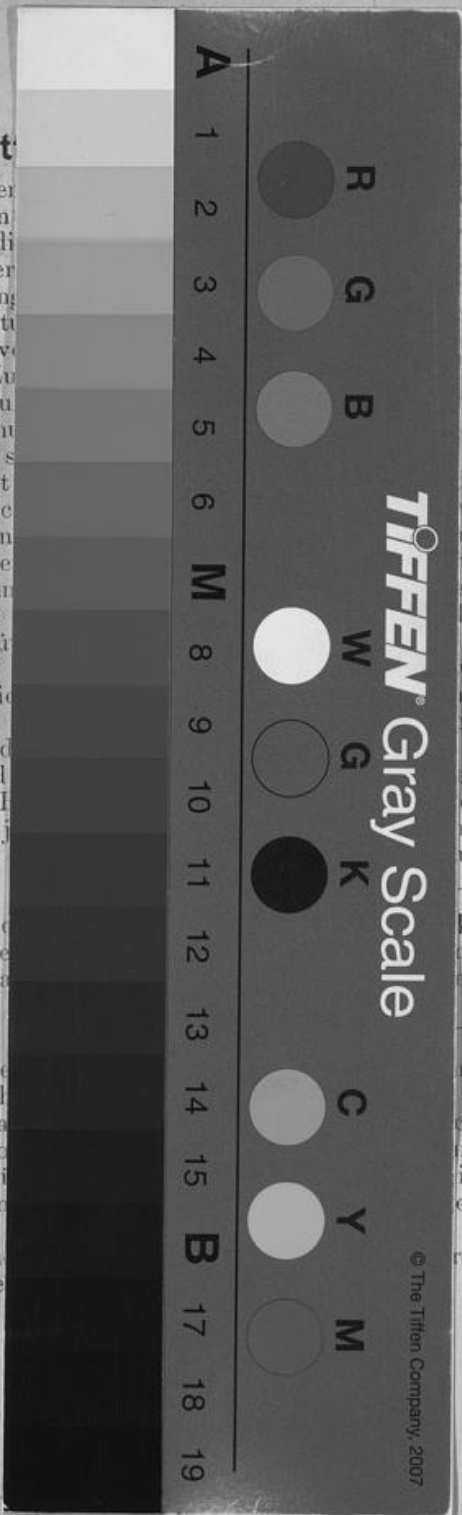 TIFFEN® Gray Scale
© The Tiffen Company, 2007
R G B W G K C Y M
A 1 2 3 4 5 6 M 8 9 10 11 12 13 14 15 B 17 18 19